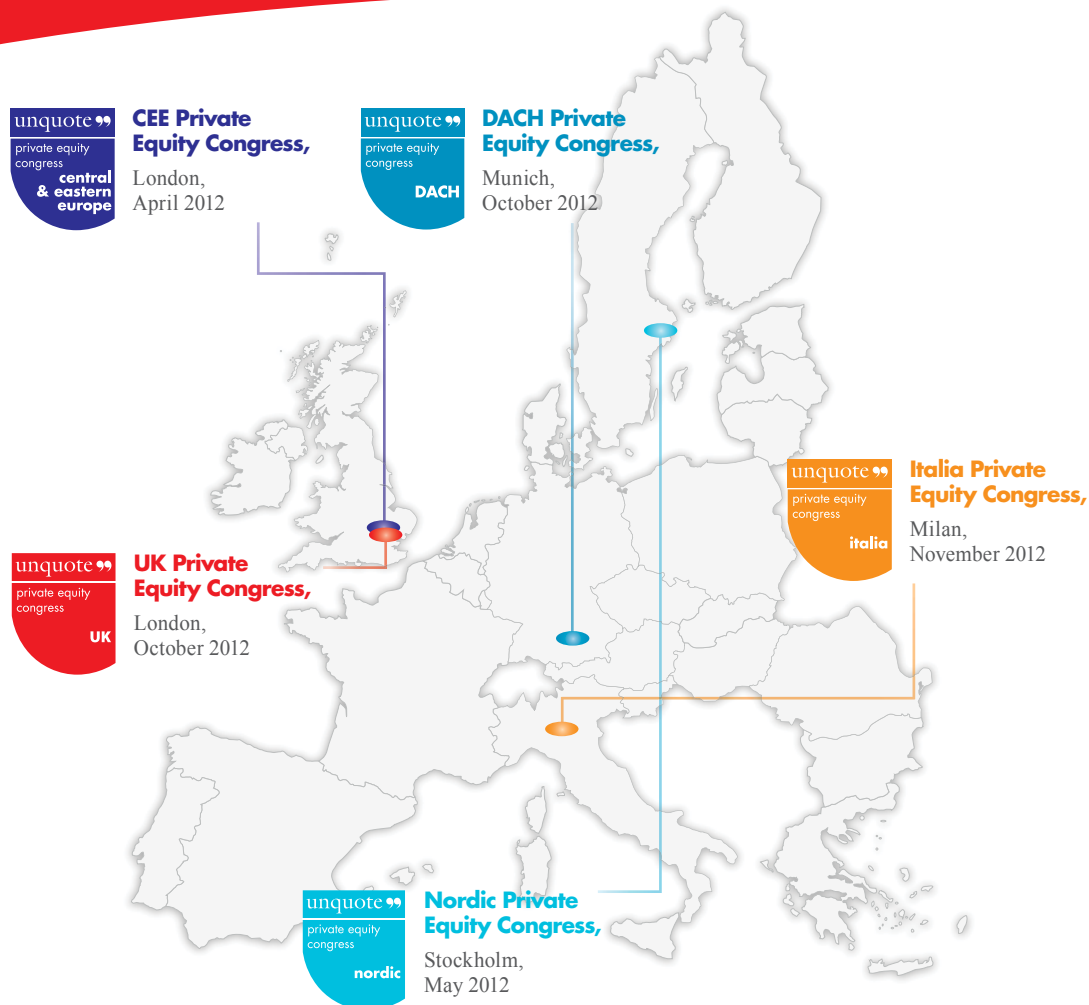 unquote”
private equity
congress
central
& eastern
europe
CEE Private
Equity Congress,
London,
April 2012
unquote”
private equity
congress
DACH
DACH Private
Equity Congress,
Munich,
October 2012
unquote”
private equity
congress
italia
Italia Private
Equity Congress,
Milan,
November 2012
unquote”
private equity
congress
UK
UK Private
Equity Congress,
London,
October 2012
unquote”
private equity
congress
nordic
Nordic Private
Equity Congress,
Stockholm,
May 2012